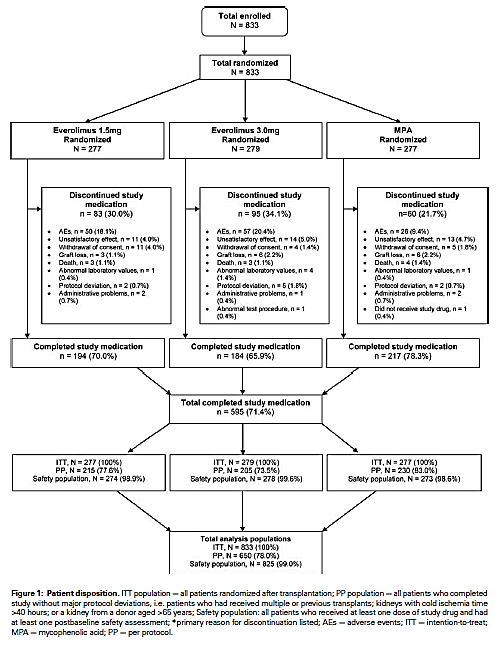 Total enrolled
N = 833
Total randomized
N = 833
Everolimus 1.5mg
Randomized
N = 277
Everolimus 3.0mg
Randomized
N = 279
MPA
Randomized
N = 277
Discontinued study
medication
n = 83 (30.0%)
• AEs, n = 50 (18.1%)
• Unsatisfactory effect, n = 11 (4.0%)
• Withdrawal of consent, n = 11 (4.0%)
• Graft loss, n = 3 (1.1%)
• Death, n = 3 (1.1%)
• Abnormal laboratory values, n = 1
(0.4%)
• Protocol deviation, n = 2 (0.7%)
• Administrative problems, n = 2
(0.7%)
Discontinued study
medication
n = 95 (34.1%)
• AEs, n = 57 (20.4%)
• Unsatisfactory effect, n = 14 (5.0%)
• Withdrawal of consent, n = 4 (1.4%)
• Graft loss, n = 6 (2.2%)
• Death, n = 3 (1.1%)
• Abnormal laboratory values, n = 4
(1.4%)
• Protocol deviation, n = 5 (1.8%)
• Administrative problems, n = 1
(0.4%)
• Abnormal test procedure, n = 1
(0.4%)
Discontinued study
medication
n=60 (21.7%)
• AEs, n = 26 (9.4%)
• Unsatisfactory effect, n = 13 (4.7%)
• Withdrawal of consent, n = 5 (1.8%)
• Graft loss, n = 6 (2.2%)
• Death, n = 4 (1.4%)
• Abnormal laboratory values, n = 1
(0.4%)
• Protocol deviation, n = 2 (0.7%)
• Administrative problems, n = 2
(0.7%)
• Did not receive study drug, n = 1
(0.4%)
Completed study medication
n = 194 (70.0%)
Completed study medication
n = 184 (65.9%)
Completed study medication
n = 217 (78.3%)
Total completed study medication
n = 595 (71.4%)
ITT, N = 277 (100%)
PP, N = 215 (77.6%)
Safety population, N = 274 (98.9%)
ITT, N = 279 (100%)
PP, N = 205 (73.5%)
Safety population, N = 278 (99.6%)
ITT, N = 277 (100%)
PP, N = 230 (83.0%)
Safety population, N = 273 (98.6%)
Total analysis populations
ITT, N = 833 (100%)
PP, N = 650 (78.0%)
Safety population, N = 825 (99.0%)
Figure 1: Patient disposition. ITT population – all patients randomized after transplantation; PP population – all patients who completed
study without major protocol deviations, i.e. patients who had received multiple or previous transplants; kidneys with cold ischemia time
>40 hours; or a kidney from a donor aged >65 years; Safety population: all patients who received at least one dose of study drug and had
at least one postbaseline safety assessment; *primary reason for discontinuation listed; AEs – adverse events; ITT – intention-to-treat;
MPA – mycophenolic acid; PP – per protocol.